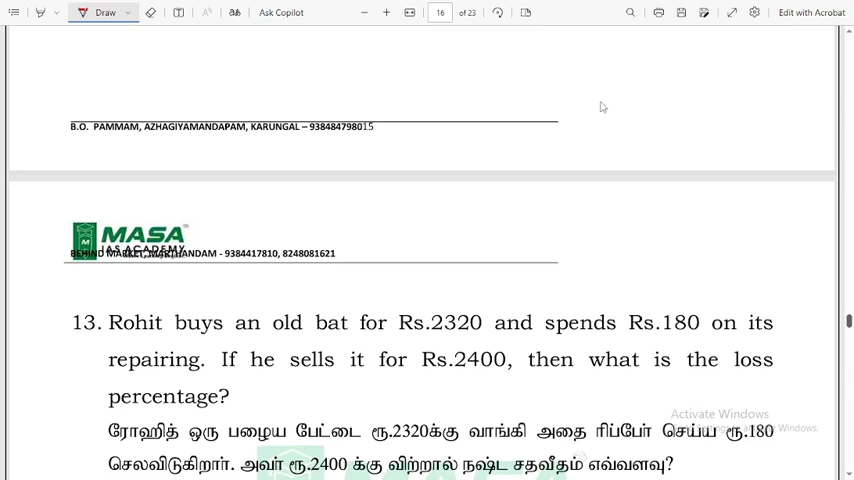 Draw
Ask Copilot
16 of 23
Edit with Acrobat
B.O. PAMMAM, AZHAGIYAMANDAPAM, KARUNGAL – 938484798015
MASA
IAS ACADEMY
BEHIND MARKET, MARTHANDAM - 9384417810, 8248081621
13. Rohit buys an old bat for Rs.2320 and spends Rs.180 on its
repairing. If he sells it for Rs.2400, then what is the loss
percentage?
Activate Windows
Windows.
ரோஹித் ஒரு பழைய பேட்டை ரூ.2320க்கு வாங்கி அதை ரிப்பேர் செய்ய ரூ.180
செலவிடுகிறார். அவர் ரூ.2400 க்கு விற்றால் நஷ்ட சதவீதம் எவ்வளவு?
MASA